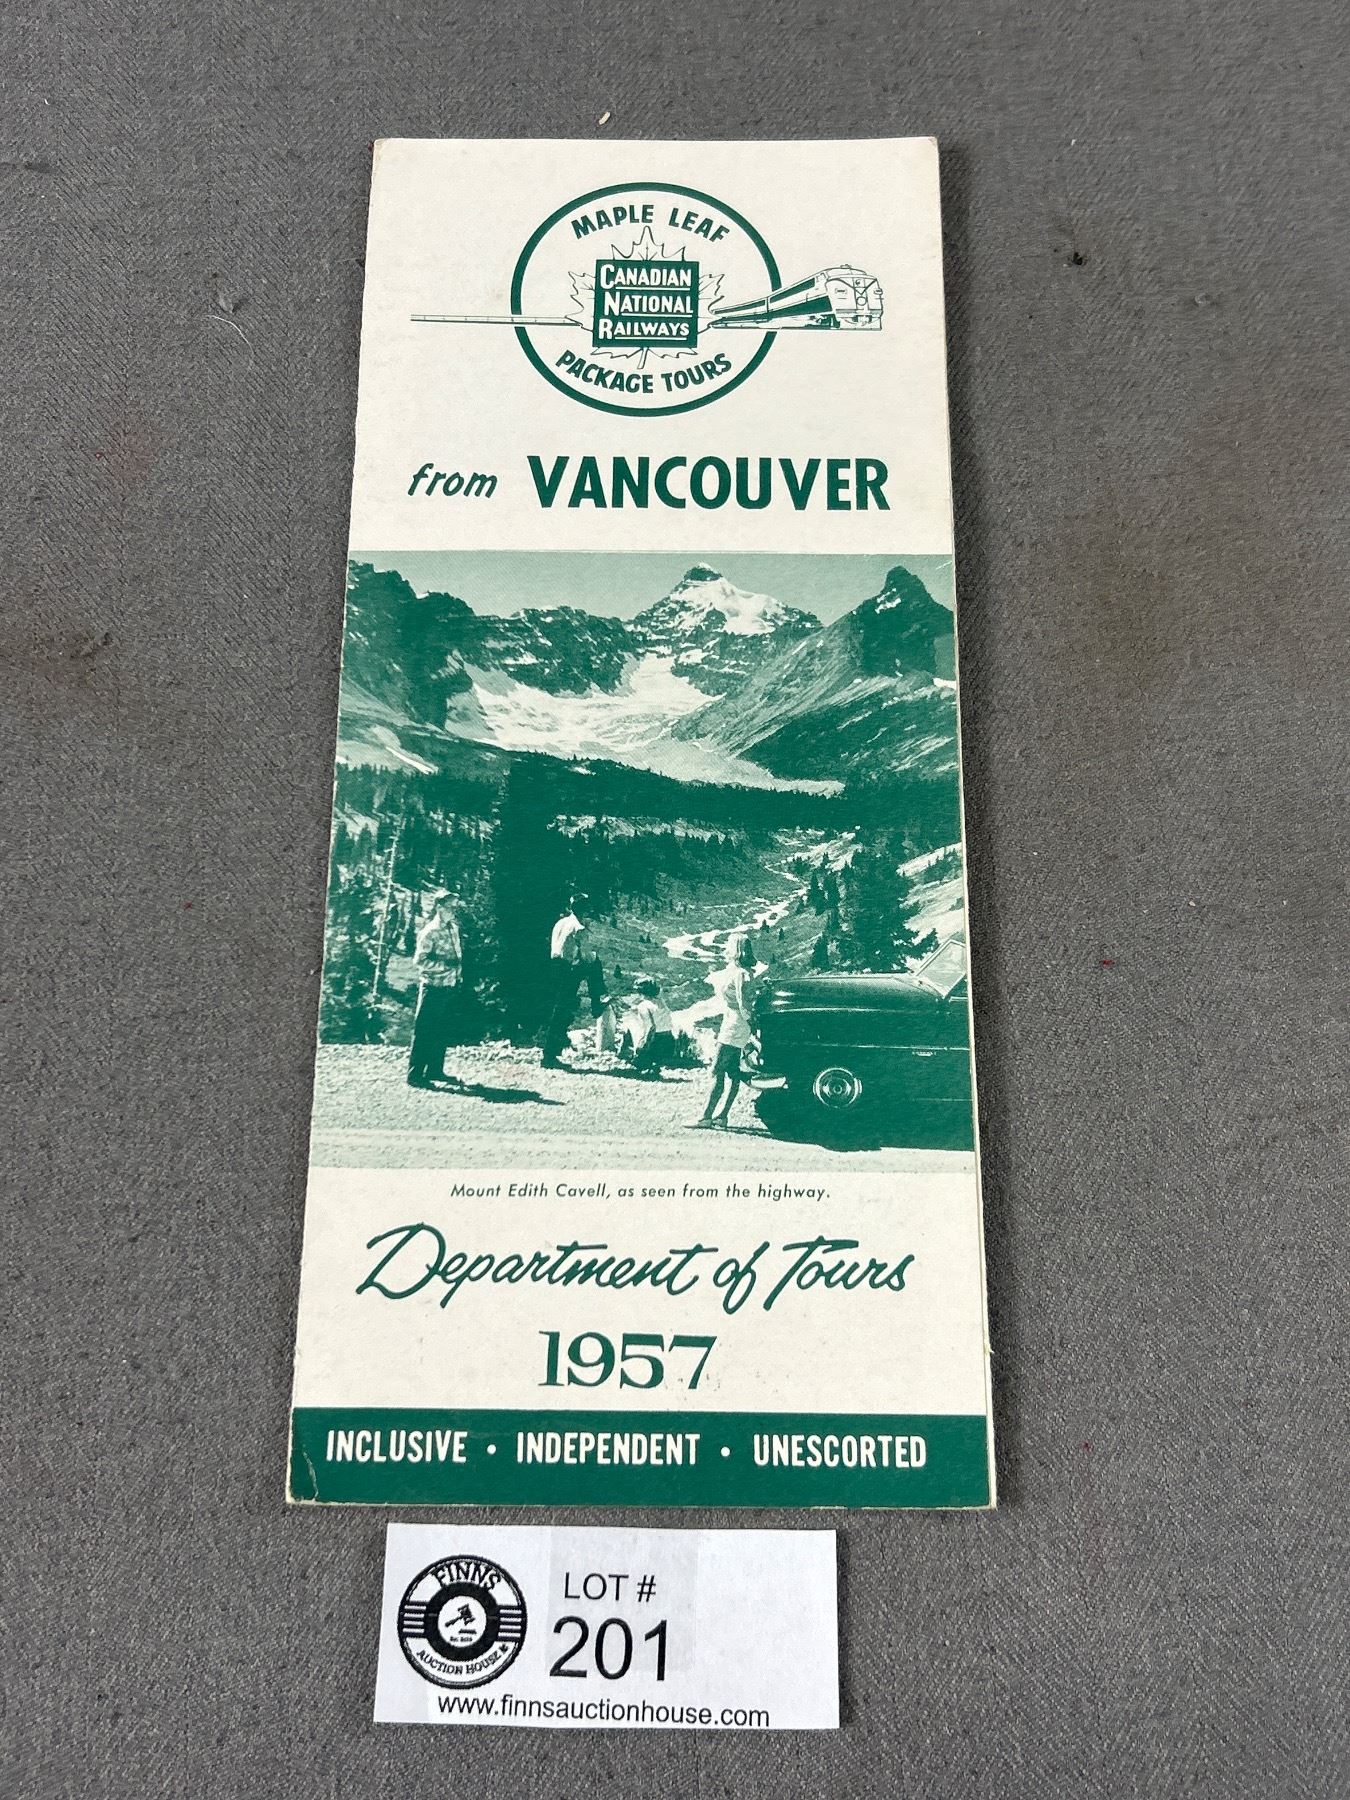 MAPLE LEAF
CANADIAN
NATIONAL
RAILWAYS
PACKAGE TOURS
from VANCOUVER
Mount Edith Cavell, as seen from the highway.
Department of Tours
1957
INCLUSIVE • INDEPENDENT • UNESCORTED
FINNS
AUCTION HOUSE
LOT #
201
www.finnsauctionhouse.com